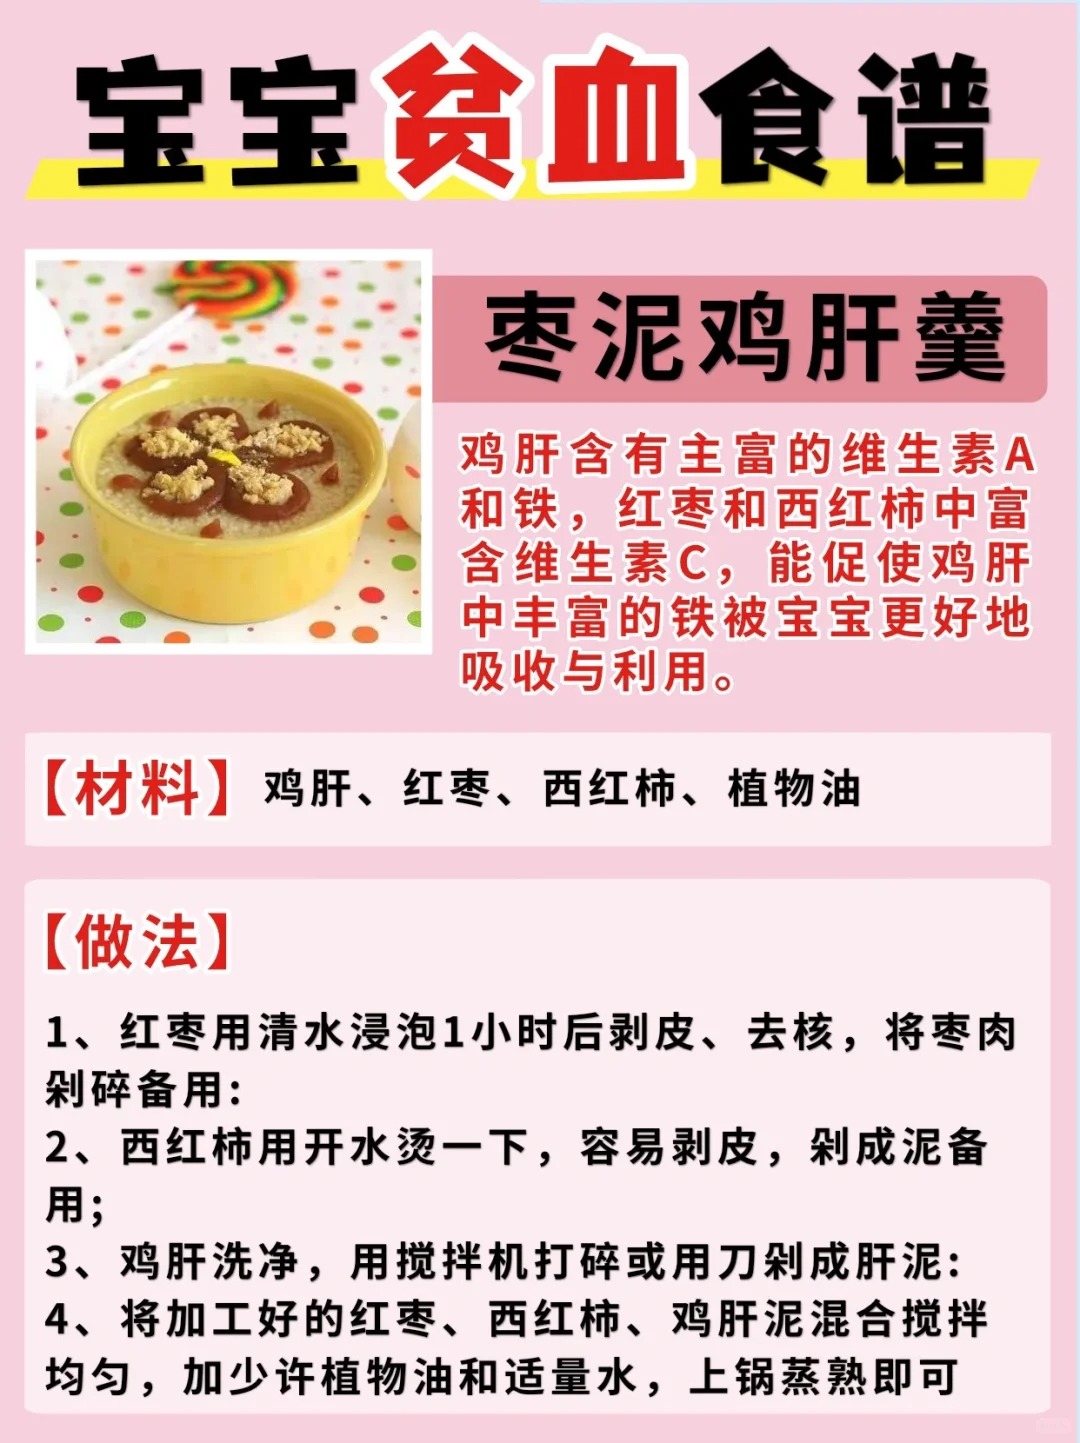 宝宝贫血食谱
枣泥鸡肝羹
鸡肝含有主富的维生素A
和铁，红枣和西红柿中富
含维生素C，能促使鸡肝
中丰富的铁被宝宝更好地
吸收与利用。
【材料】 鸡肝、红枣、西红柿、植物油
【做法】
1、红枣用清水浸泡1小时后剥皮、去核，将枣肉
剁碎备用:
2、西红柿用开水烫一下，容易剥皮，剁成泥备
用;
3、鸡肝洗净，用搅拌机打碎或用刀剁成肝泥:
4、将加工好的红枣、西红柿、鸡肝泥混合搅拌
均匀，加少许植物油和适量水，上锅蒸熟即可